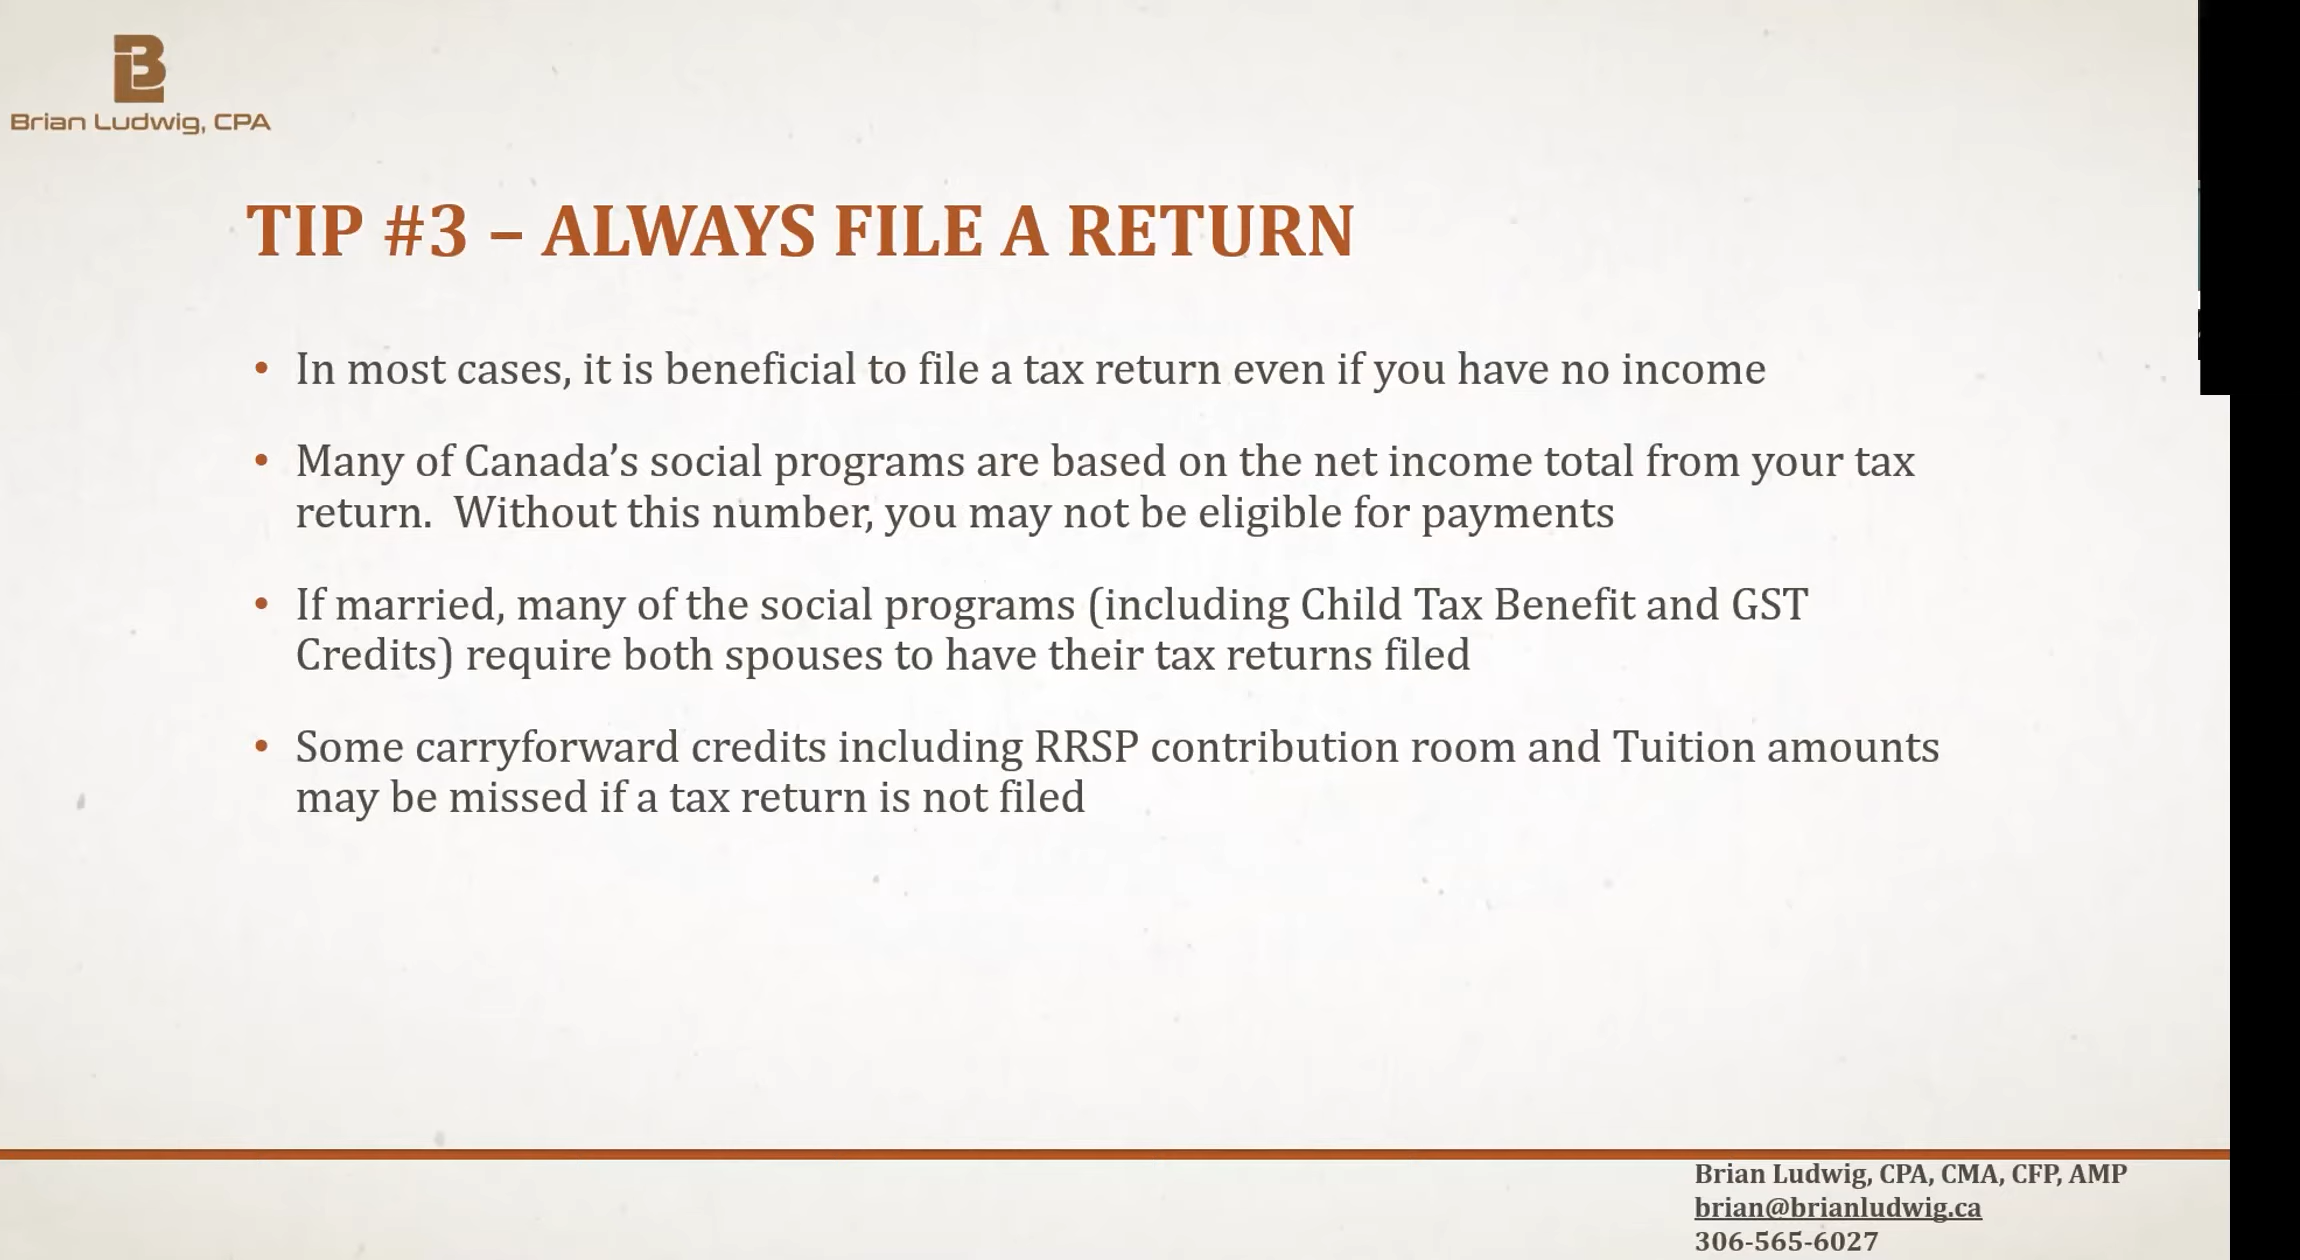 Brian Ludwig, CPA
TIP #3 – ALWAYS FILE A RETURN
• In most cases, it is beneficial to file a tax return even if you have no income
• Many of Canada’s social programs are based on the net income total from your tax
return.  Without this number, you may not be eligible for payments
• If married, many of the social programs (including Child Tax Benefit and GST
Credits) require both spouses to have their tax returns filed
• Some carryforward credits including RRSP contribution room and Tuition amounts
may be missed if a tax return is not filed
Brian Ludwig, CPA, CMA, CFP, AMP
brian@brianludwig.ca
306-565-6027